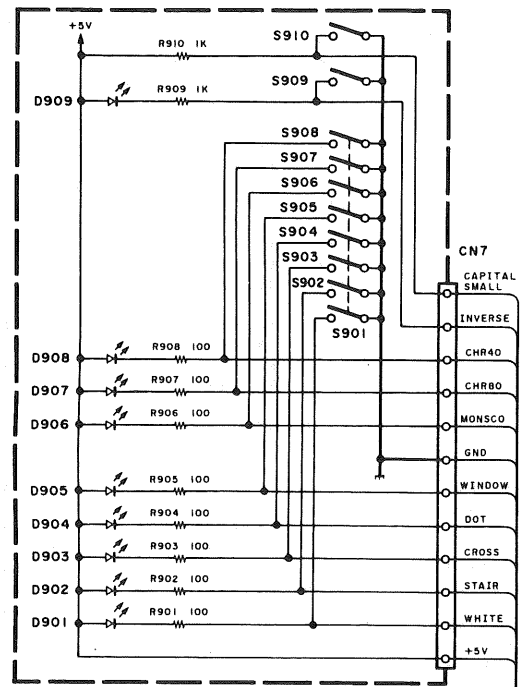 +5V
R910 1K
S910
S909
D909
R909 1K
S908
S907
S906
S905
S904
S903
S902
S901
CN7
CAPITAL
SMALL
INVERSE
D908
R908 100
CHR40
D907
R907 100
CHR80
D906
R906 100
MONSCO
GND
D905
R905 100
WINDOW
D904
R904 100
DOT
D903
R903 100
CROSS
D902
R902 100
STAIR
D901
R901 100
WHITE
+5V